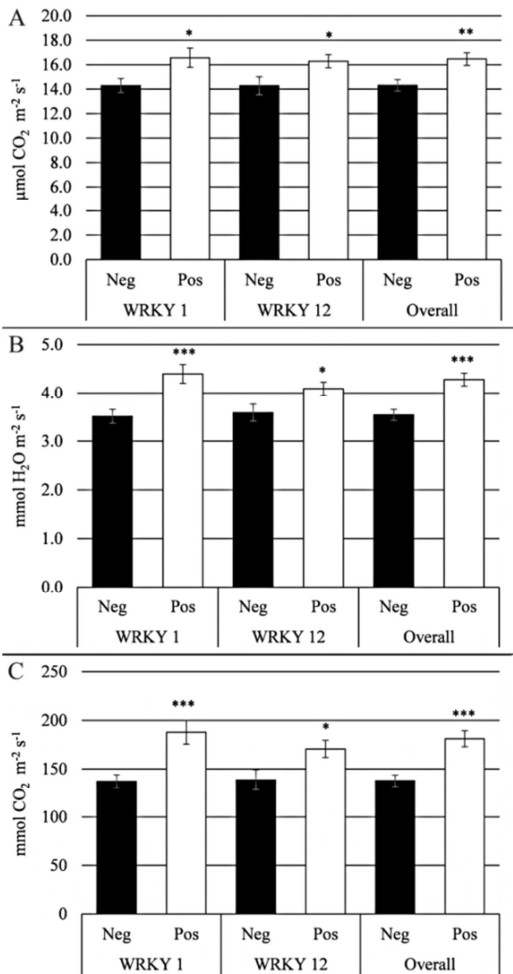 A
20.0
18.0
16.0
14.0
12.0
10.0
8.0
6.0
4.0
2.0
0.0
μmol CO₂ m⁻² s⁻¹
* * **
Neg Pos Neg Pos Neg Pos
WRKY 1 WRKY 12 Overall
B
5.0
4.0
3.0
2.0
1.0
0.0
mmol H₂O m⁻² s⁻¹
*** * ***
Neg Pos Neg Pos Neg Pos
WRKY 1 WRKY 12 Overall
C
250
200
150
100
50
0
mmol CO₂ m⁻² s⁻¹
*** * ***
Neg Pos Neg Pos Neg Pos
WRKY 1 WRKY 12 Overall